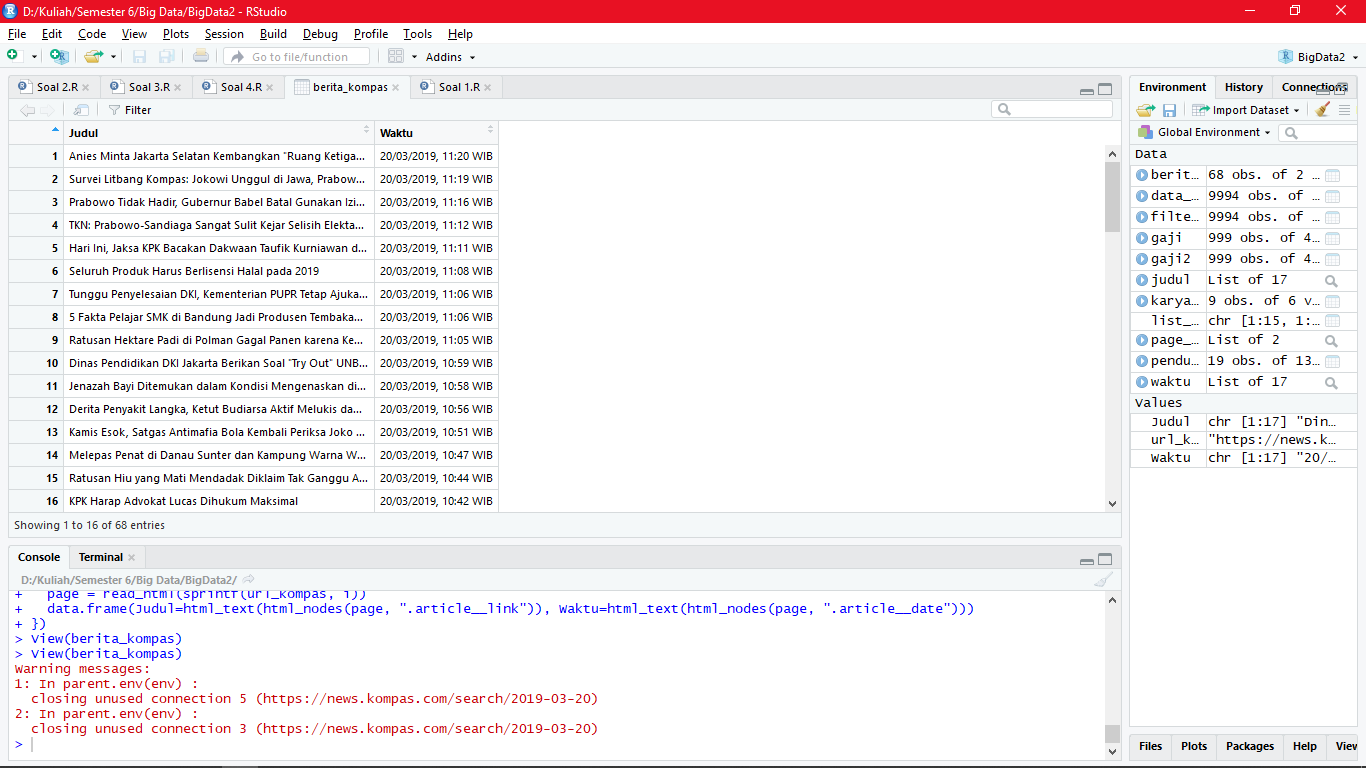 D:/Kuliah/Semester 6/Big Data/BigData2 - RStudio
File Edit Code View Plots Session Build Debug Profile Tools Help
Go to file/function Addins BigData2
Soal 2.R Soal 3.R Soal 4.R berita_kompas Soal 1.R
Filter
Judul Waktu
1 Anies Minta Jakarta Selatan Kembangkan "Ruang Ketiga... 20/03/2019, 11:20 WIB
2 Survei Litbang Kompas: Jokowi Unggul di Jawa, Prabow... 20/03/2019, 11:19 WIB
3 Prabowo Tidak Hadir, Gubernur Babel Batal Gunakan Izi... 20/03/2019, 11:16 WIB
4 TKN: Prabowo-Sandiaga Sangat Sulit Kejar Selisih Elekta... 20/03/2019, 11:12 WIB
5 Hari Ini, Jaksa KPK Bacakan Dakwaan Taufik Kurniawan d... 20/03/2019, 11:11 WIB
6 Seluruh Produk Harus Berlisensi Halal pada 2019 20/03/2019, 11:08 WIB
7 Tunggu Penyelesaian DKI, Kementerian PUPR Tetap Ajuka... 20/03/2019, 11:06 WIB
8 5 Fakta Pelajar SMK di Bandung Jadi Produsen Tembaka... 20/03/2019, 11:06 WIB
9 Ratusan Hektare Padi di Polman Gagal Panen karena Ke... 20/03/2019, 11:05 WIB
10 Dinas Pendidikan DKI Jakarta Berikan Soal "Try Out" UNB... 20/03/2019, 10:59 WIB
11 Jenazah Bayi Ditemukan dalam Kondisi Mengenaskan di... 20/03/2019, 10:58 WIB
12 Derita Penyakit Langka, Ketut Budiarsa Aktif Melukis da... 20/03/2019, 10:56 WIB
13 Kamis Esok, Satgas Antimafia Bola Kembali Periksa Joko ... 20/03/2019, 10:51 WIB
14 Melepas Penat di Danau Sunter dan Kampung Warna W... 20/03/2019, 10:47 WIB
15 Ratusan Hiu yang Mati Mendadak Diklaim Tak Ganggu A... 20/03/2019, 10:44 WIB
16 KPK Harap Advokat Lucas Dihukum Maksimal 20/03/2019, 10:42 WIB
Showing 1 to 16 of 68 entries
Console Terminal
D:/Kuliah/Semester 6/Big Data/BigData2/
+ page = read_html(sprintf(url_kompas, i))
+ data.frame(Judul=html_text(html_nodes(page, ".article__link")), Waktu=html_text(html_nodes(page, ".article__date")))
+ })
> View(berita_kompas)
> View(berita_kompas)
Warning messages:
1: In parent.env(env) :
closing unused connection 5 (https://news.kompas.com/search/2019-03-20)
2: In parent.env(env) :
closing unused connection 3 (https://news.kompas.com/search/2019-03-20)
>
Environment History Connections
Import Dataset
Global Environment
Data
berit... 68 obs. of 2 ...
data_... 9994 obs. of ...
filte... 9994 obs. of ...
gaji 999 obs. of 4...
gaji2 999 obs. of 4...
judul List of 17
karya... 9 obs. of 6 v...
list_... chr [1:15, 1:...
page_... List of 2
pendu... 19 obs. of 13...
waktu List of 17
Values
Judul chr [1:17] "Din...
url_k... "https://news.k...
Waktu chr [1:17] "20/...
Files Plots Packages Help View